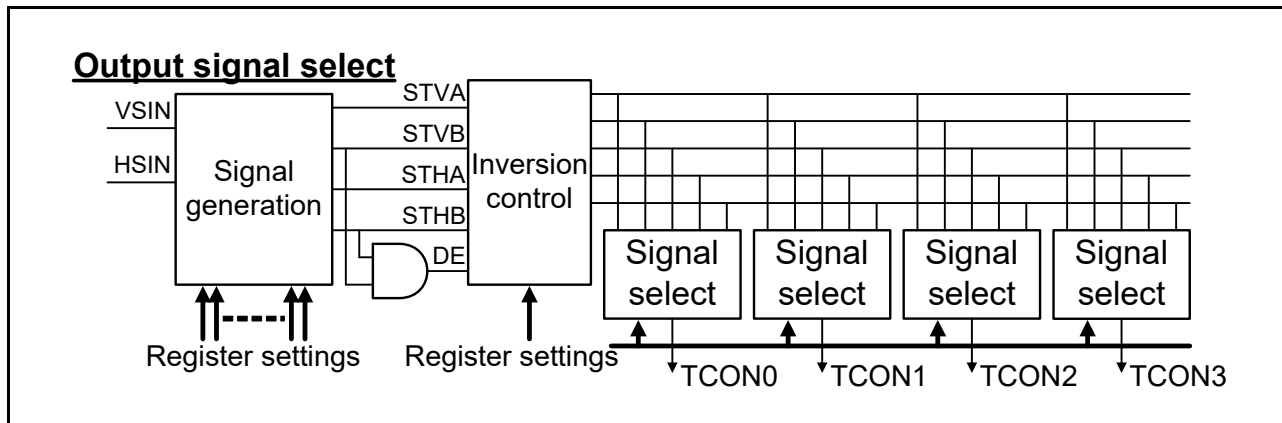 Output signal select
VSIN
HSIN
Signal
generation
STVA
STVB
STHA
STHB
DE
Inversion
control
Signal
select
Signal
select
Signal
select
Signal
select
Register settings
Register settings
TCON0
TCON1
TCON2
TCON3